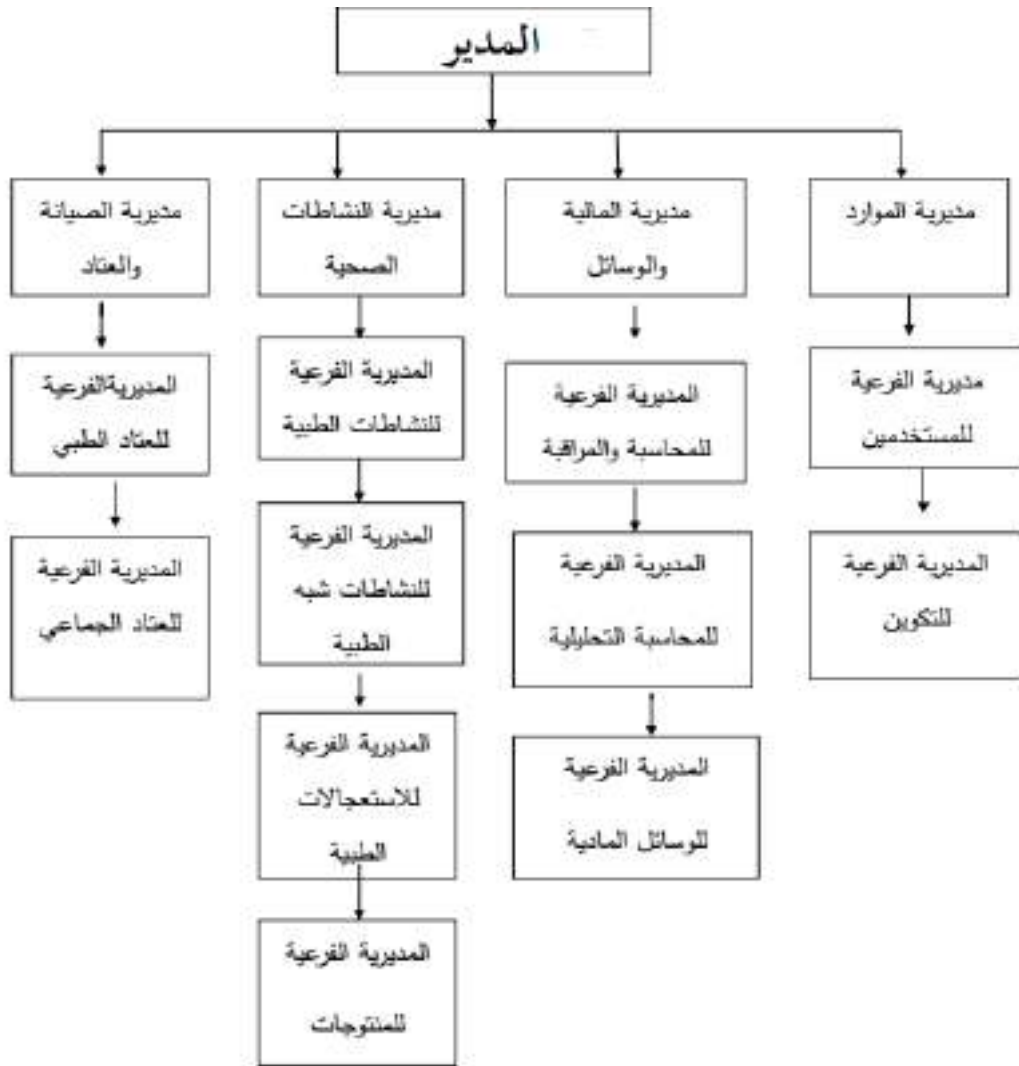 المدير
مديرية الموارد
مديرية المالية
والوسائل
مديرية النشاطات
الصحية
مديرية الصيانة
والعتاد
مديرية الفرعية
للمستخدمين
المديرية الفرعية
للتكوين
المديرية الفرعية
للمحاسبة والمراقبة
المديرية الفرعية
للمحاسبة التحليلية
المديرية الفرعية
للوسائل المادية
المديرية الفرعية
للنشاطات الطبية
المديرية الفرعية
للنشاطات شبه
الطبية
المديرية الفرعية
للاستعجالات
الطبية
المديرية الفرعية
للمنتوجات
المديريةالفرعية
للعتاد الطبي
المديرية الفرعية
للعتاد الجماعي